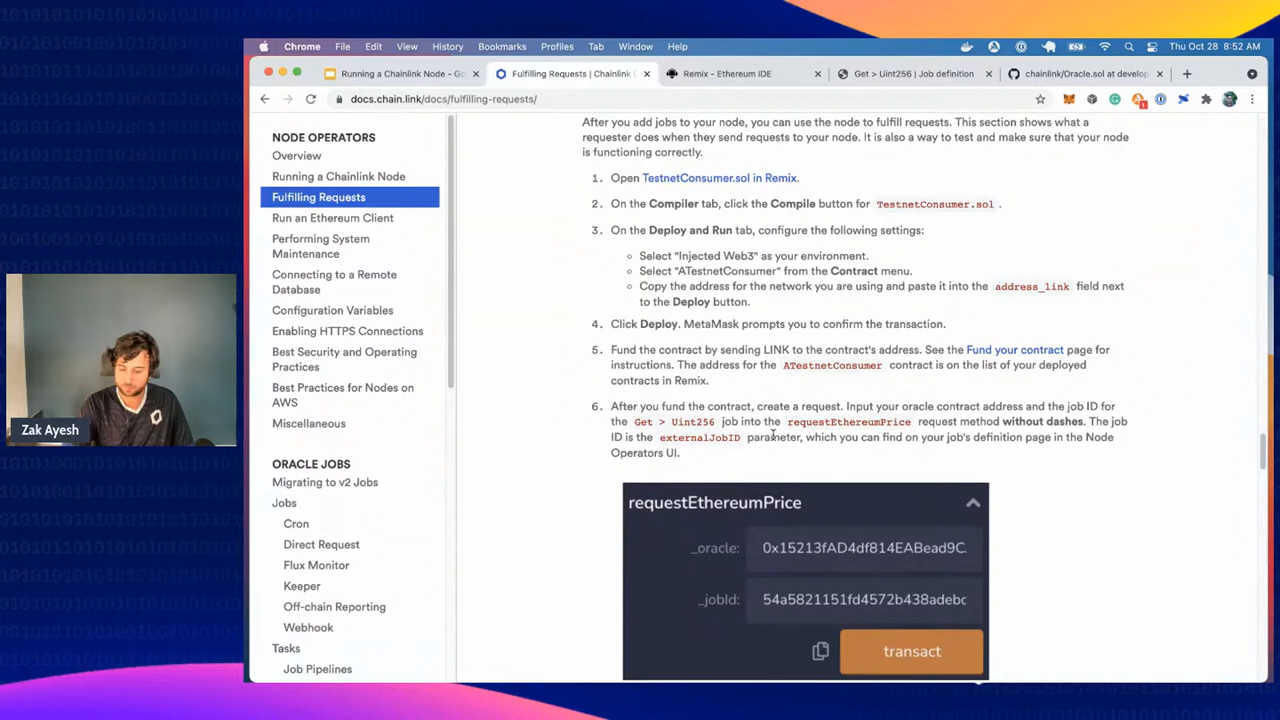 Chrome File Edit View History Bookmarks Profiles Tab Window Help Thu Oct 28 8:52 AM
Running a Chainlink Node - Go Fulfilling Requests | Chainlink Remix - Ethereum IDE Get > Uint256 | Job definition chainlink/Oracle.sol at develop
docs.chain.link/docs/fulfilling-requests/
NODE OPERATORS
Overview
Running a Chainlink Node
Fulfilling Requests
Run an Ethereum Client
Performing System
Maintenance
Connecting to a Remote
Database
Configuration Variables
Enabling HTTPS Connections
Best Security and Operating
Practices
Best Practices for Nodes on
AWS
Miscellaneous
ORACLE JOBS
Migrating to v2 Jobs
Jobs
Cron
Direct Request
Flux Monitor
Keeper
Off-chain Reporting
Webhook
Tasks
Job Pipelines
After you add jobs to your node, you can use the node to fulfill requests. This section shows what a
requester does when they send requests to your node. It is also a way to test and make sure that your node
is functioning correctly.
1. Open TestnetConsumer.sol in Remix.
2. On the Compiler tab, click the Compile button for TestnetConsumer.sol .
3. On the Deploy and Run tab, configure the following settings:
Select “Injected Web3” as your environment.
Select “ATestnetConsumer” from the Contract menu.
Copy the address for the network you are using and paste it into the address_link field next
to the Deploy button.
4. Click Deploy. MetaMask prompts you to confirm the transaction.
5. Fund the contract by sending LINK to the contract's address. See the Fund your contract page for
instructions. The address for the ATestnetConsumer contract is on the list of your deployed
contracts in Remix.
6. After you fund the contract, create a request. Input your oracle contract address and the job ID for
the Get > Uint256 job into the requestEthereumPrice request method without dashes. The job
ID is the externalJobID parameter, which you can find on your job's definition page in the Node
Operators UI.
requestEthereumPrice
_oracle: 0x15213fAD4df814EABead9C.
_jobId: 54a5821151fd4572b438adebc
transact
Zak Ayesh